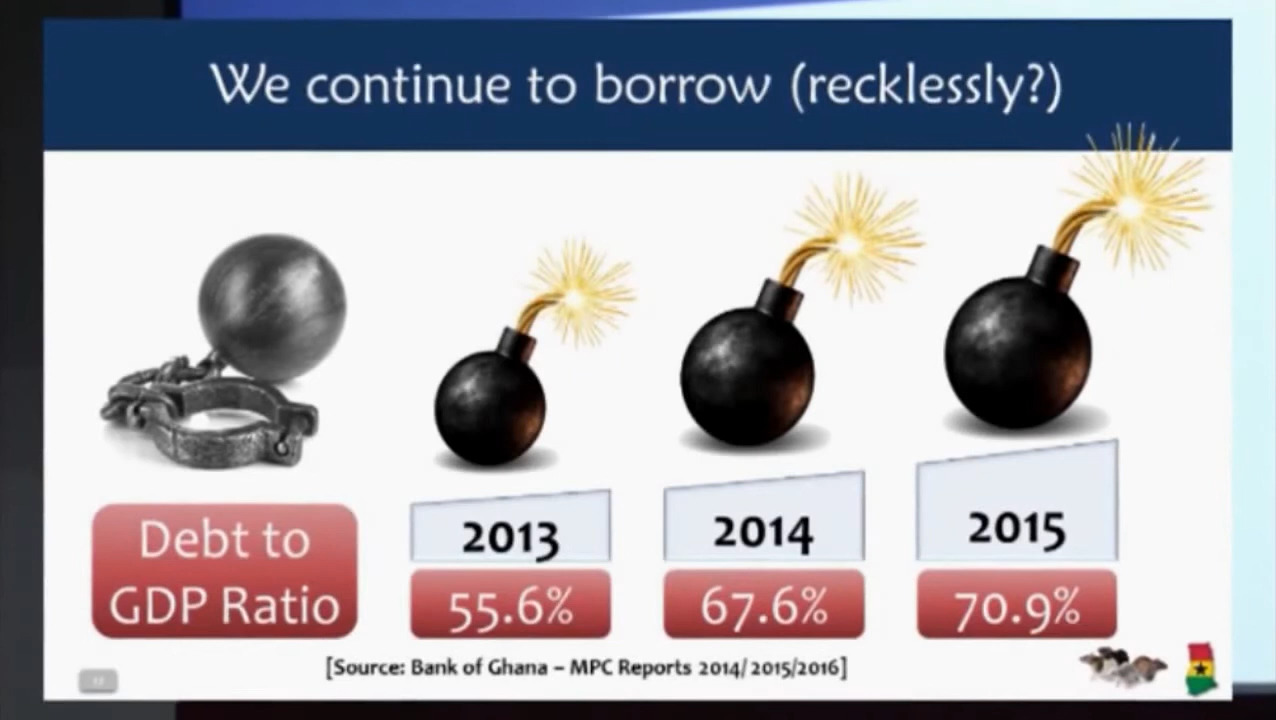 We continue to borrow (recklessly?)
Debt to
GDP Ratio
2013
2014
2015
55.6%
67.6%
70.9%
[Source: Bank of Ghana – MPC Reports 2014/ 2015/2016]